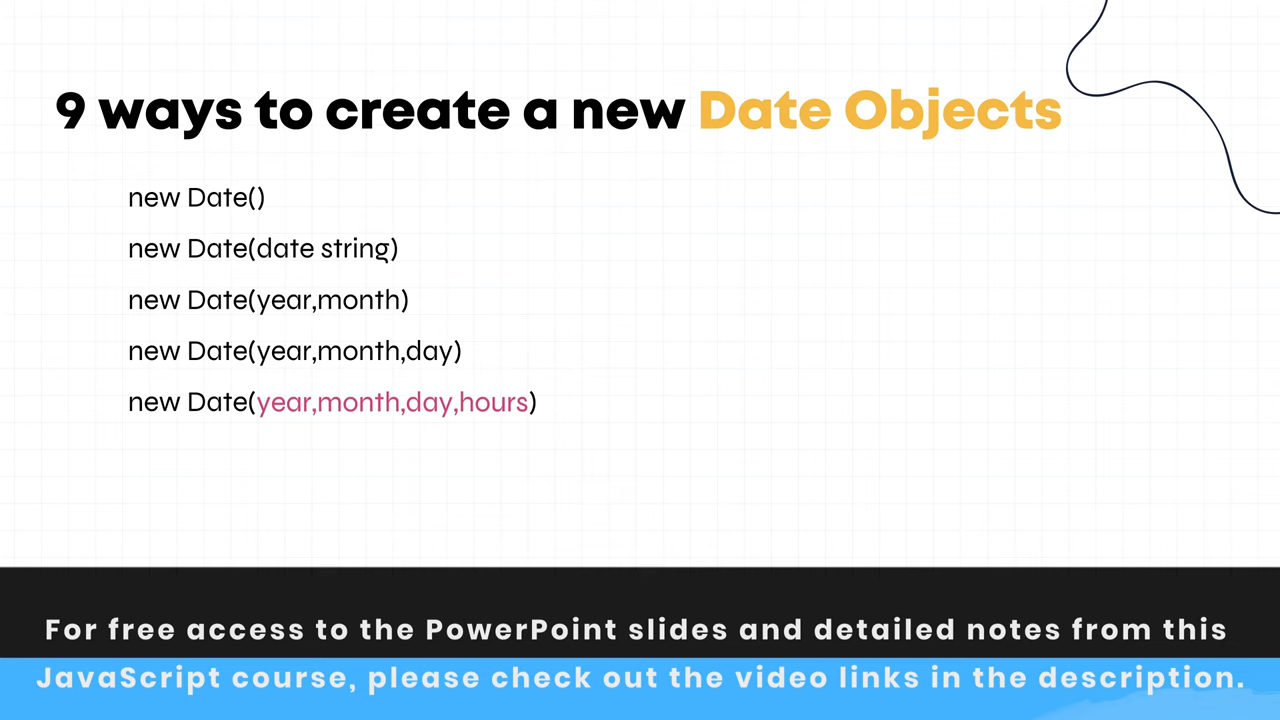 9 ways to create a new Date Objects
new Date()
new Date(date string)
new Date(year,month)
new Date(year,month,day)
new Date(year,month,day,hours)
For free access to the PowerPoint slides and detailed notes from this
JavaScript course, please check out the video links in the description.